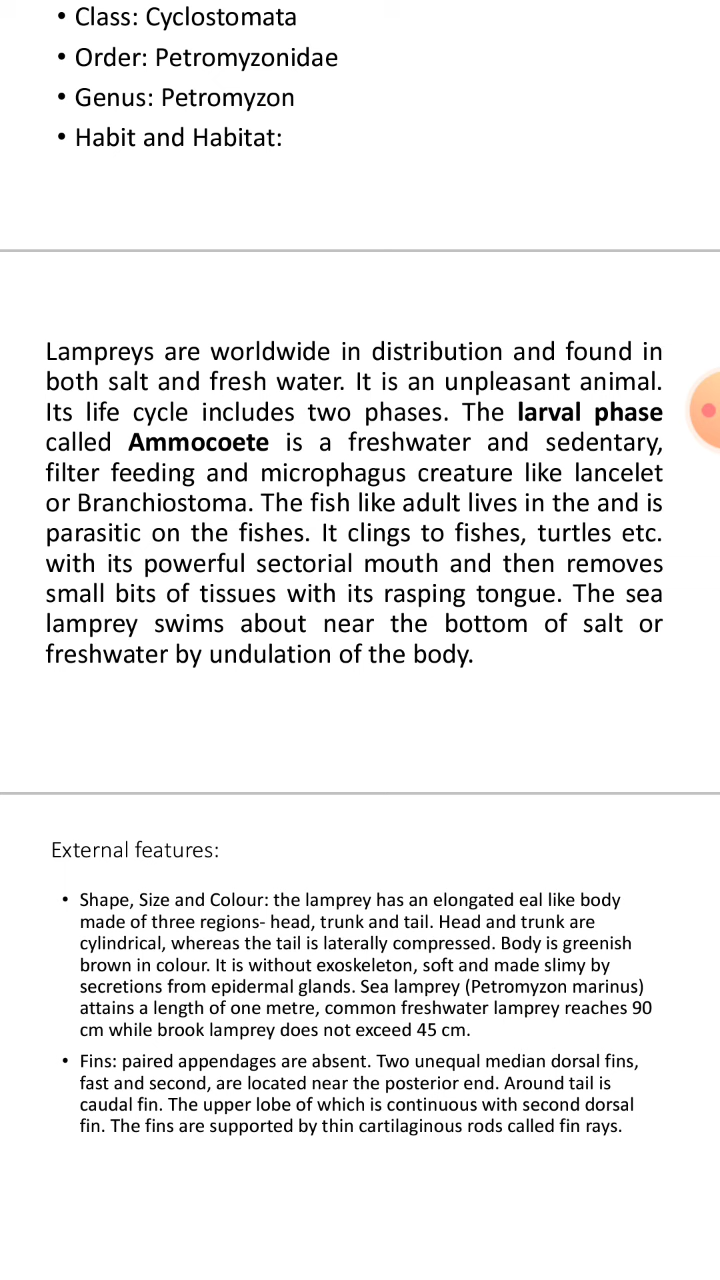 • Class: Cyclostomata
• Order: Petromyzonidae
• Genus: Petromyzon
• Habit and Habitat:
Lampreys are worldwide in distribution and found in
both salt and fresh water. It is an unpleasant animal.
Its life cycle includes two phases. The larval phase
called Ammocoete is a freshwater and sedentary,
filter feeding and microphagus creature like lancelet
or Branchiostoma. The fish like adult lives in the and is
parasitic on the fishes. It clings to fishes, turtles etc.
with its powerful sectorial mouth and then removes
small bits of tissues with its rasping tongue. The sea
lamprey swims about near the bottom of salt or
freshwater by undulation of the body.
External features:
• Shape, Size and Colour: the lamprey has an elongated eal like body
made of three regions- head, trunk and tail. Head and trunk are
cylindrical, whereas the tail is laterally compressed. Body is greenish
brown in colour. It is without exoskeleton, soft and made slimy by
secretions from epidermal glands. Sea lamprey (Petromyzon marinus)
attains a length of one metre, common freshwater lamprey reaches 90
cm while brook lamprey does not exceed 45 cm.
• Fins: paired appendages are absent. Two unequal median dorsal fins,
fast and second, are located near the posterior end. Around tail is
caudal fin. The upper lobe of which is continuous with second dorsal
fin. The fins are supported by thin cartilaginous rods called fin rays.